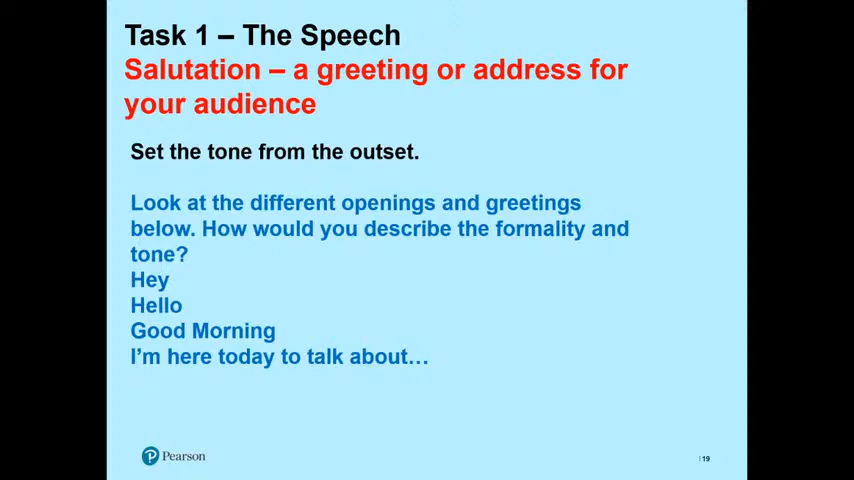 Task 1 – The Speech
Salutation – a greeting or address for
your audience
Set the tone from the outset.
Look at the different openings and greetings
below. How would you describe the formality and
tone?
Hey
Hello
Good Morning
I’m here today to talk about…
Pearson
19